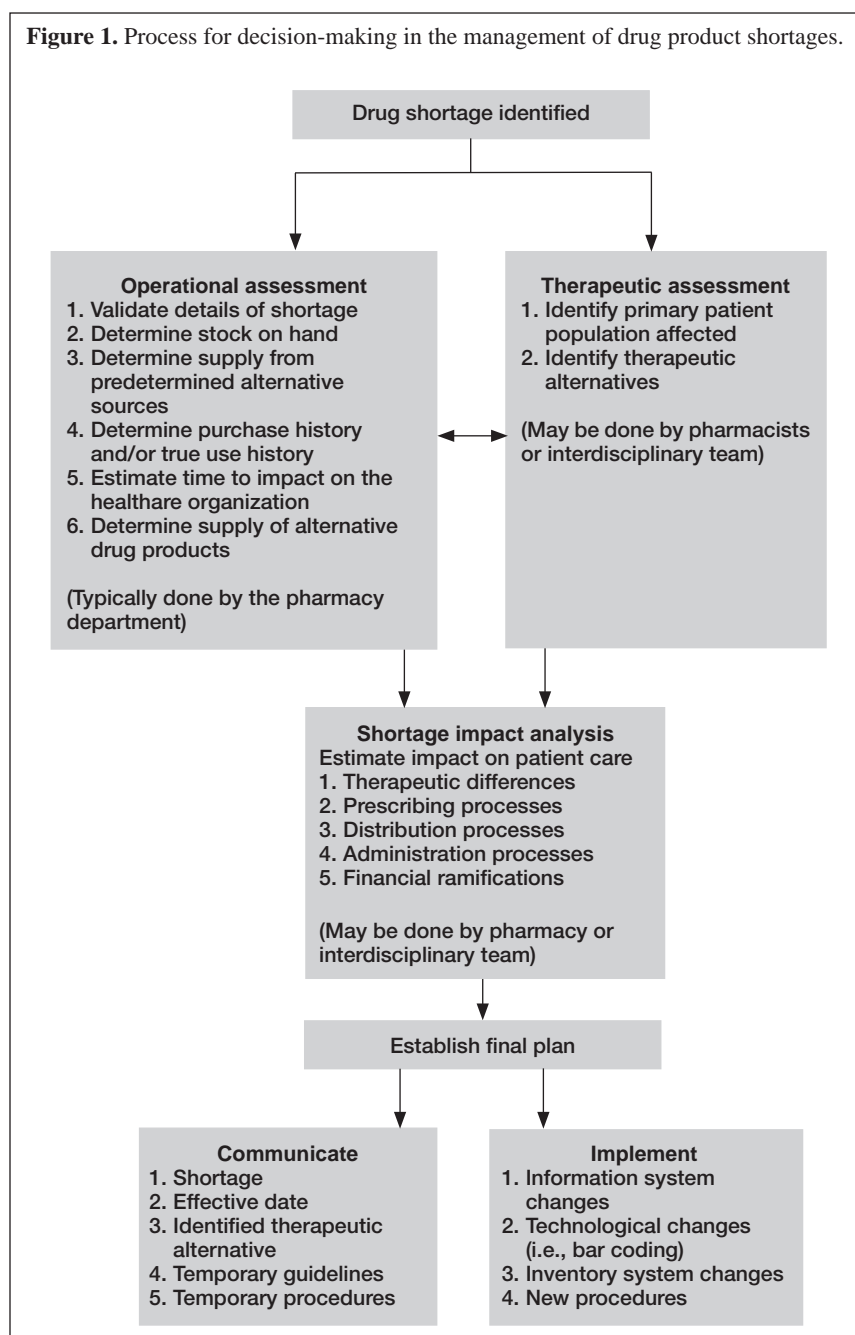 Figure 1. Process for decision-making in the management of drug product shortages.
Drug shortage identified
Operational assessment
1. Validate details of shortage
2. Determine stock on hand
3. Determine supply from
predetermined alternative
sources
4. Determine purchase history
and/or true use history
5. Estimate time to impact on the
healthare organization
6. Determine supply of alternative
drug products
(Typically done by the pharmacy
department)
Therapeutic assessment
1. Identify primary patient
population affected
2. Identify therapeutic
alternatives
(May be done by pharmacists
or interdisciplinary team)
Shortage impact analysis
Estimate impact on patient care
1. Therapeutic differences
2. Prescribing processes
3. Distribution processes
4. Administration processes
5. Financial ramifications
(May be done by pharmacy or
interdisciplinary team)
Establish final plan
Communicate
1. Shortage
2. Effective date
3. Identified therapeutic
alternative
4. Temporary guidelines
5. Temporary procedures
Implement
1. Information system
changes
2. Technological changes
(i.e., bar coding)
3. Inventory system changes
4. New procedures